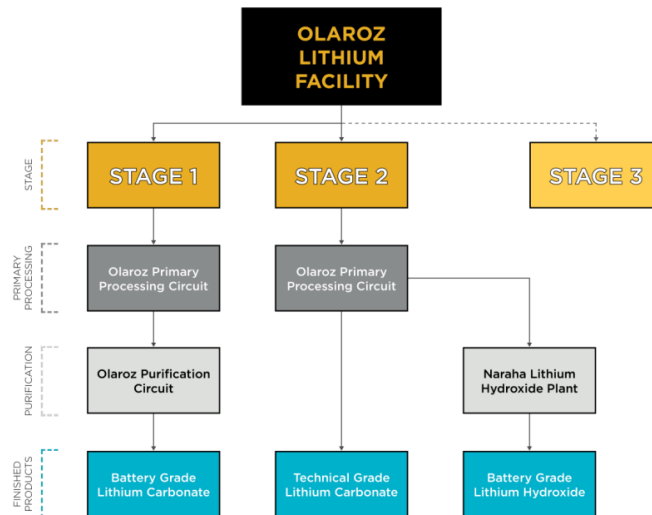 OLAROZ
LITHIUM
FACILITY
STAGE
STAGE 1
STAGE 2
STAGE 3
PRIMARY
PROCESSING
Olaroz Primary
Processing Circuit
Olaroz Primary
Processing Circuit
PURIFICATION
Olaroz Purification
Circuit
Naraha Lithium
Hydroxide Plant
FINISHED
PRODUCTS
Battery Grade
Lithium Carbonate
Technical Grade
Lithium Carbonate
Battery Grade
Lithium Hydroxide